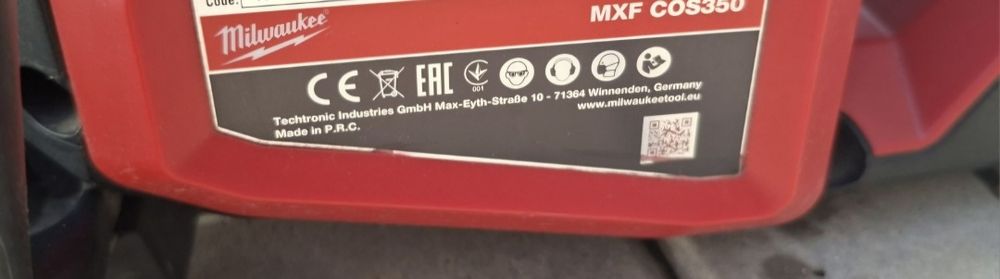 Code:
Milwaukee
MXF COS350
CE EAC 001
Techtronic Industries GmbH Max-Eyth-Straße 10 - 71364 Winnenden, Germany
Made in P.R.C. www.milwaukeetool.eu